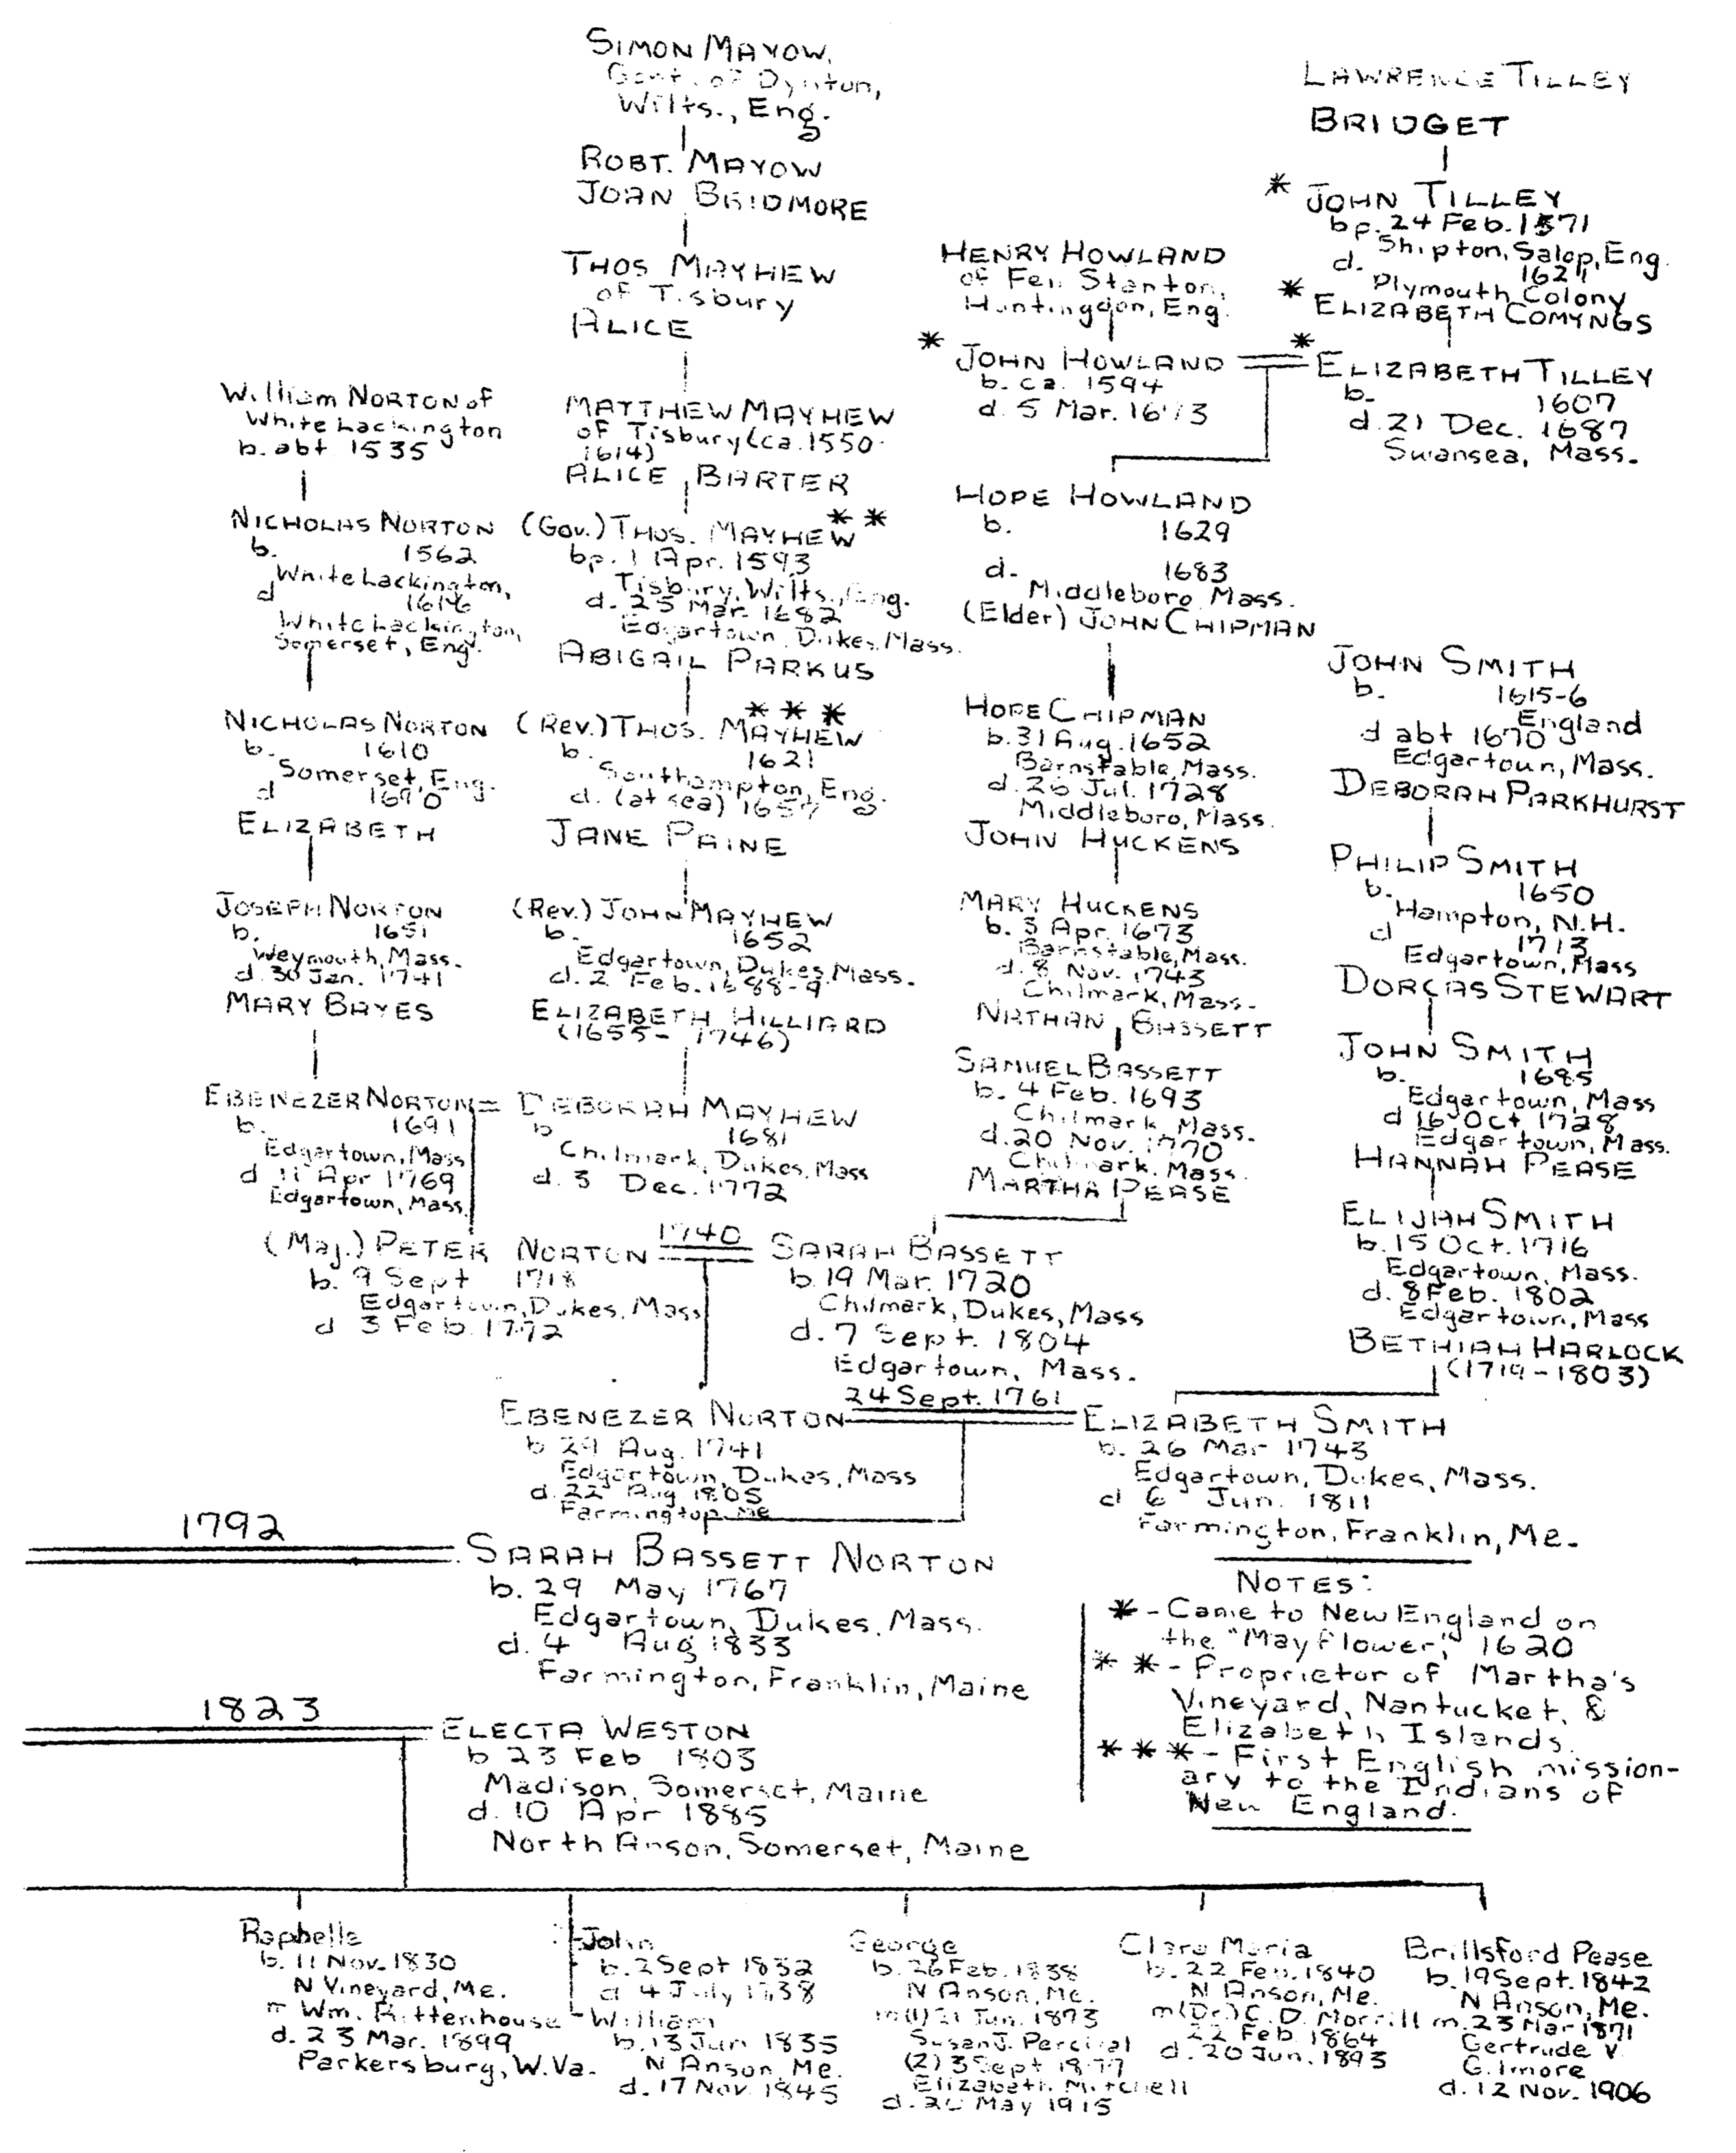 SIMON MAYOW,
Gent. of Dynton,
Wilts., Eng.
ROBT. MAYOW
JOAN BRIDMORE
THOS MAYHEW
of Tisbury
ALICE
MATTHEW MAYHEW
of Tisbury (ca. 1550-
1614)
ALICE BARTER
(Gov.) THOS. MAYHEW **
bp. 1 Apr. 1593
Tisbury, Wilts., Eng.
d. 25 Mar. 1682
Edgartown, Dukes, Mass.
ABIGAIL PARKUS
(Rev.) THOS. MAYHEW ***
b. 1621
Southampton, Eng.
d. (at sea) 1657
JANE PAINE
(Rev.) JOHN MAYHEW
b. 1652
Edgartown, Dukes, Mass.
d. 2 Feb. 1688-9
ELIZABETH HILLIARD
(1655- 1746)
DEBORAH MAYHEW
b 1681
Chilmark, Dukes, Mass
d. 3 Dec. 1772
William NORTON of
White Lackington
b. abt 1535
NICHOLAS NORTON
b. 1562
White Lackington,
d
White Lackington,
Somerset, Eng.
NICHOLAS NORTON
b. 1610
Somerset, Eng.
d 1690
ELIZABETH
JOSEPH NORTON
b. 1651
Weymouth, Mass.
d. 30 Jan. 1741
MARY BAYES
EBENEZER NORTON =
b. 1691
Edgartown, Mass
d 11 Apr 1769
Edgartown, Mass.
LAWRENCE TILLEY
BRIDGET
* JOHN TILLEY
bp. 24 Feb. 1571
Shipton, Salop, Eng.
d. 1621
Plymouth Colony
* ELIZABETH COMYNGS
HENRY HOWLAND
of Fen Stanton,
Huntingdon, Eng.
* JOHN HOWLAND
b. ca. 1594
d. 5 Mar. 1673
* ELIZABETH TILLEY
b. 1607
d. 21 Dec. 1687
Swansea, Mass.
HOPE HOWLAND
b. 1629
d. 1683
Middleboro, Mass.
(Elder) JOHN CHIPMAN
HOPE CHIPMAN
b. 31 Aug. 1652
Barnstable, Mass.
d. 26 Jul. 1728
Middleboro, Mass.
JOHN HUCKENS
MARY HUCKENS
b. 3 Apr. 1673
Barnstable, Mass.
d. 8 Nov. 1743
Chilmark, Mass.
NATHAN BASSETT
SAMUEL BASSETT
b. 4 Feb. 1693
Chilmark, Mass.
d. 20 Nov. 1770
Chilmark, Mass.
MARTHA PEASE
JOHN SMITH
b. 1615-6
England
d abt 1670
Edgartoun, Mass.
DEBORAH PARKHURST
PHILIP SMITH
b. 1650
Hampton, N.H.
d 1713
Edgartown, Mass
DORCAS STEWART
JOHN SMITH
b. 1685
Edgartown, Mass
d 16 Oct 1728
Edgartown, Mass.
HANNAH PEASE
ELIJAH SMITH
b. 15 Oct. 1716
Edgartown, Mass.
d. 8 Feb. 1802
Edgartown, Mass
BETHIAH HARLOCK
(1719-1803)
(Maj.) PETER NORTON
b. 9 Sept 1718
Edgartown, Dukes, Mass
d 3 Feb. 1772
1740
SARAH BASSETT
b. 19 Mar. 1720
Chilmark, Dukes, Mass
d. 7 Sept. 1804
Edgartown, Mass.
EBENEZER NORTON
b 29 Aug. 1741
Edgartown, Dukes, Mass
d. 22 Aug 1805
Farmington, Me
24 Sept. 1761
ELIZABETH SMITH
b. 26 Mar 1743
Edgartown, Dukes, Mass.
d 6 Jun. 1811
Farmington, Franklin, Me.
1792
SARAH BASSETT NORTON
b. 29 May 1767
Edgartown, Dukes, Mass.
d. 4 Aug 1833
Farmington, Franklin, Maine
1823
ELECTA WESTON
b 23 Feb 1803
Madison, Somerset, Maine
d. 10 Apr 1885
North Anson, Somerset, Maine
NOTES:
* - Came to New England on
the "Mayflower," 1620
** - Proprietor of Martha's
Vineyard, Nantucket, &
Elizabeth Islands.
*** - First English mission-
ary to the Indians of
New England.
Raphelle
b. 11 Nov. 1830
N Vineyard, Me.
m Wm. Rittenhouse
d. 23 Mar. 1899
Parkersburg, W. Va.
John
b. 2 Sept 1832
d 4 July 1838
William
b. 13 Jun 1835
N Anson, Me.
d. 17 Nov. 1845
George
b. 26 Feb. 1838
N Anson, Me.
m (1) 21 Jun. 1873
Susan J. Percival
(2) 3 Sept 1877
Elizabeth Mitchell
d. May 1915
Clara Maria
b. 22 Feb. 1840
N Anson, Me.
m (Dr.) C. D. Morrill
22 Feb. 1864
d. 20 Jun. 1893
Brillsford Pease
b. 19 Sept. 1842
N Anson, Me.
m. 23 Mar 1871
Gertrude V.
Gilmore
d. 12 Nov. 1906